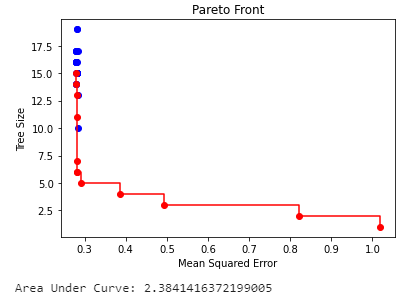 Pareto Front
17.5
15.0
12.5
10.0
7.5
5.0
2.5
Tree Size
0.3 0.4 0.5 0.6 0.7 0.8 0.9 1.0
Mean Squared Error
Area Under Curve: 2.3841416372199005